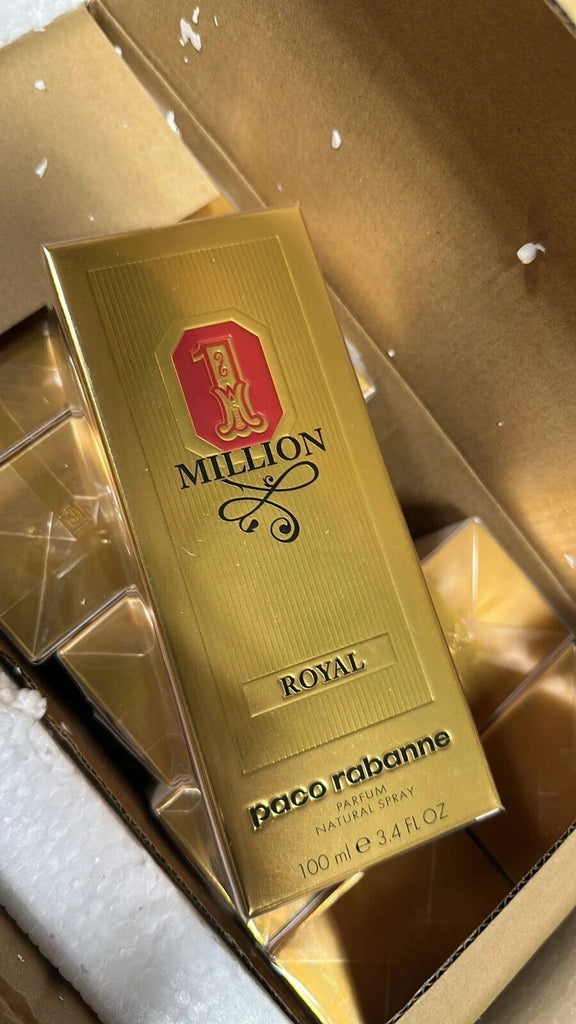 1
MILLION
ROYAL
paco rabanne
PARFUM
NATURAL SPRAY
100 ml e 3.4 FL OZ